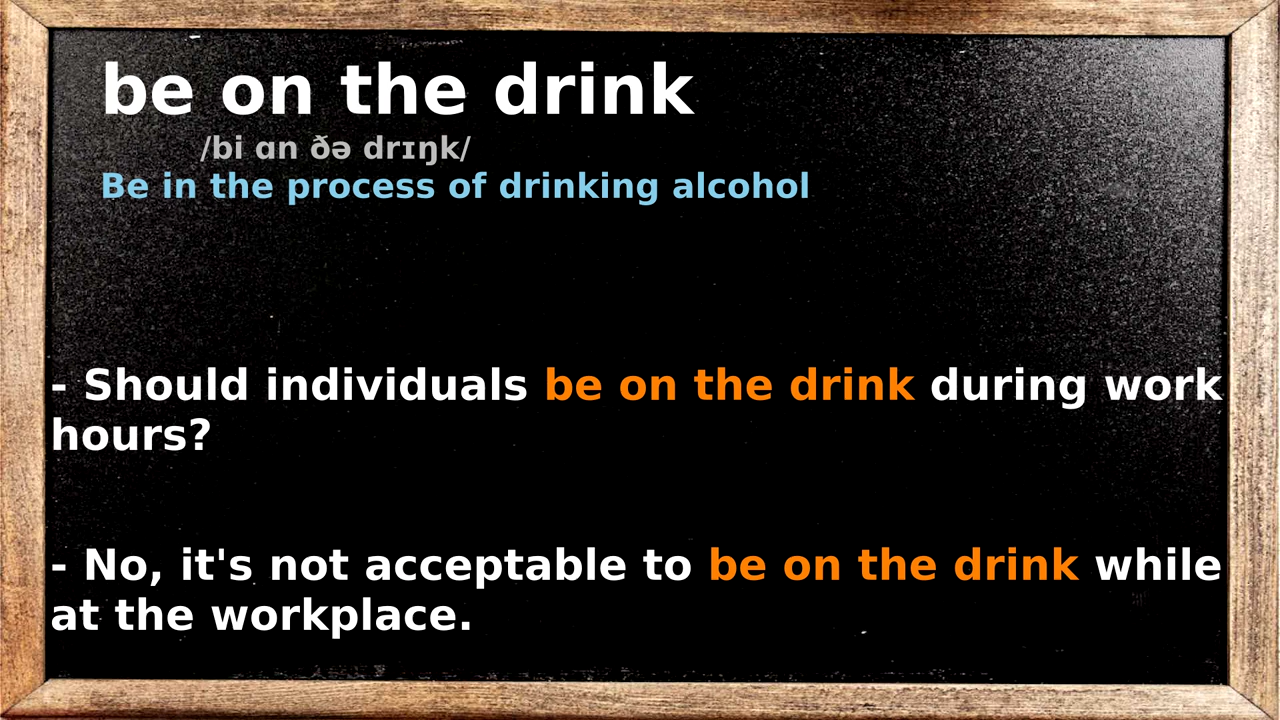 be on the drink
/bi ɑn ðə drɪŋk/
Be in the process of drinking alcohol
- Should individuals be on the drink during work
hours?
- No, it's not acceptable to be on the drink while
at the workplace.